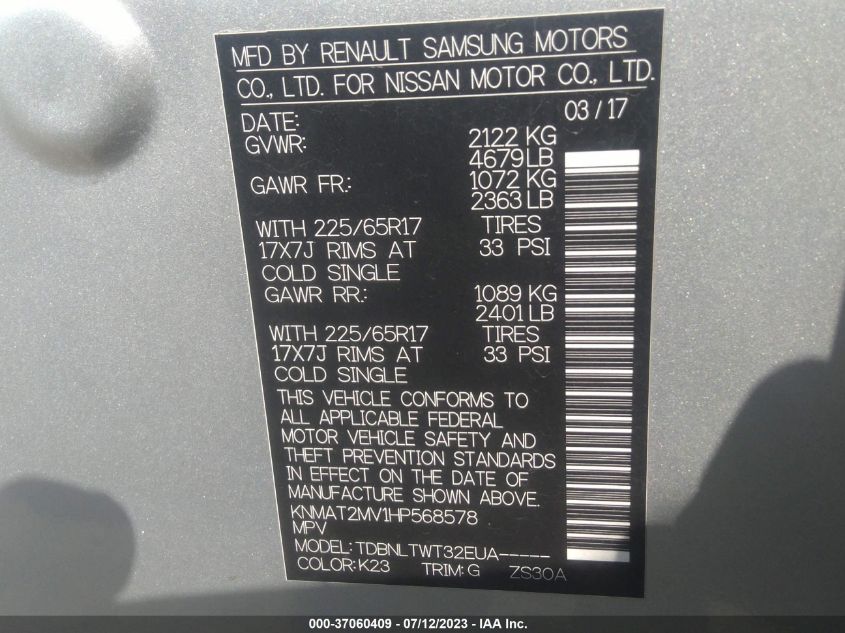 MFD BY RENAULT SAMSUNG MOTORS
CO., LTD. FOR NISSAN MOTOR CO., LTD.
DATE: 03 / 17
GVWR: 2122 KG
4679 LB
GAWR FR.: 1072 KG
2363 LB
WITH 225/65R17 TIRES
17X7J RIMS AT 33 PSI
COLD SINGLE
GAWR RR.: 1089 KG
2401 LB
WITH 225/65R17 TIRES
17X7J RIMS AT 33 PSI
COLD SINGLE
THIS VEHICLE CONFORMS TO
ALL APPLICABLE FEDERAL
MOTOR VEHICLE SAFETY AND
THEFT PREVENTION STANDARDS
IN EFFECT ON THE DATE OF
MANUFACTURE SHOWN ABOVE.
KNMAT2MV1HP568578
MPV
MODEL: TDBNLTWT32EUA-----
COLOR: K23 TRIM: G ZS30A
000-37060409 - 07/12/2023 - IAA Inc.